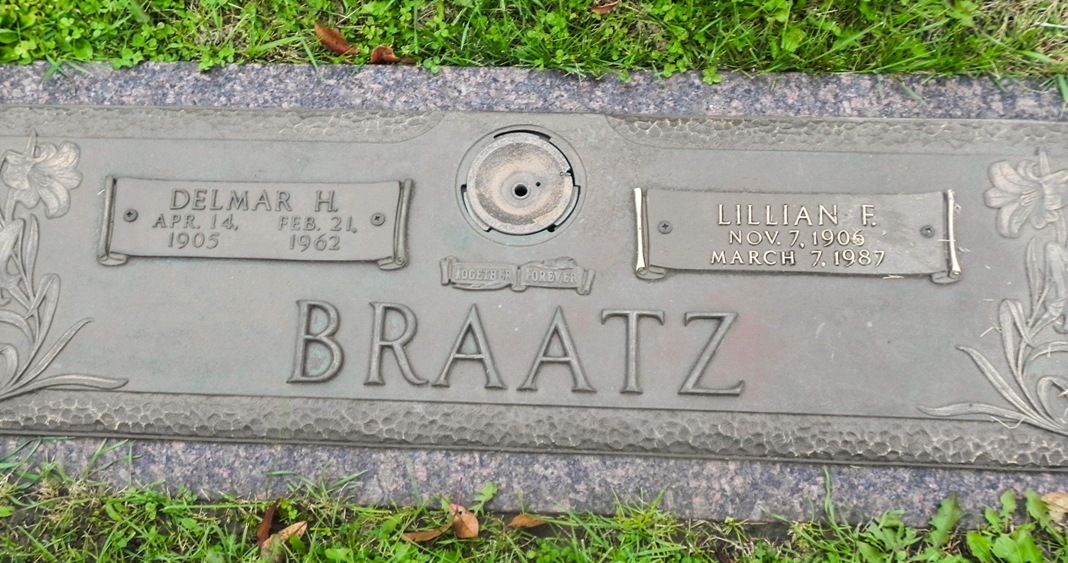 DELMAR H.
APR. 14, FEB. 21,
1905 1962
LILLIAN F.
NOV. 7, 1906
MARCH 7, 1987
TOGETHER FOREVER
BRAATZ